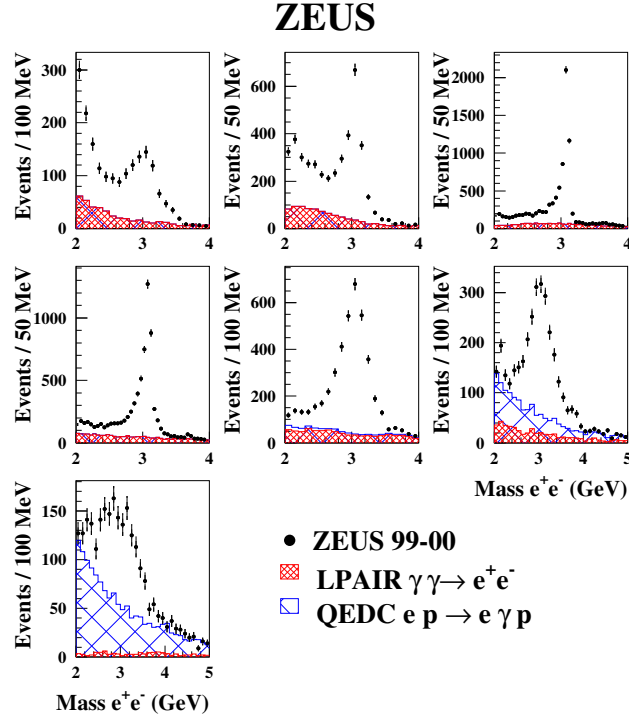 ZEUS
Events / 100 MeV
300
200
100
0
2 3 4
Events / 50 MeV
600
400
200
0
2 3 4
Events / 50 MeV
2000
1500
1000
500
0
2 3 4
Events / 50 MeV
1000
500
0
2 3 4
Events / 100 MeV
600
400
200
0
2 3 4
Events / 100 MeV
300
200
100
0
2 3 4 5
Mass e⁺e⁻ (GeV)
Events / 100 MeV
150
100
50
0
2 3 4 5
Mass e⁺e⁻ (GeV)
ZEUS 99-00
LPAIR γ γ→ e⁺e⁻
QEDC e p → e γ p